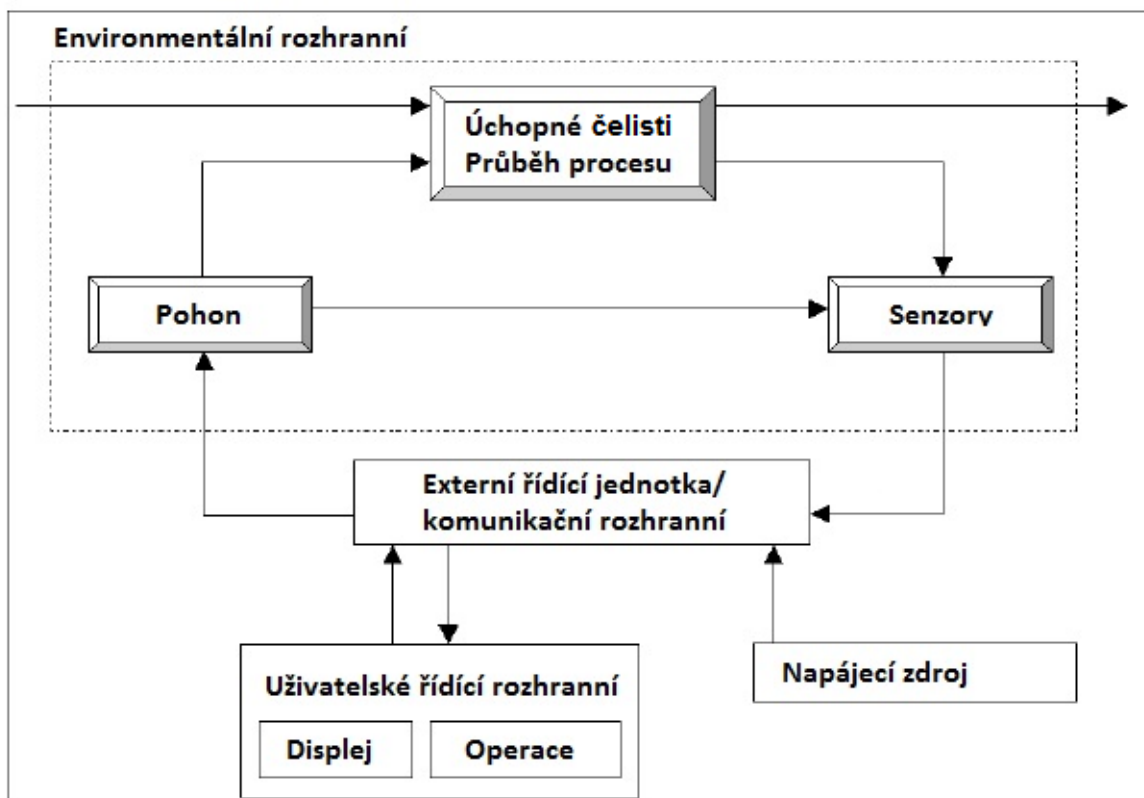 Environmentální rozhranní
Úchopné čelisti
Průběh procesu
Pohon
Senzory
Externí řídící jednotka/
komunikační rozhranní
Uživatelské řídící rozhranní
Displej
Operace
Napájecí zdroj